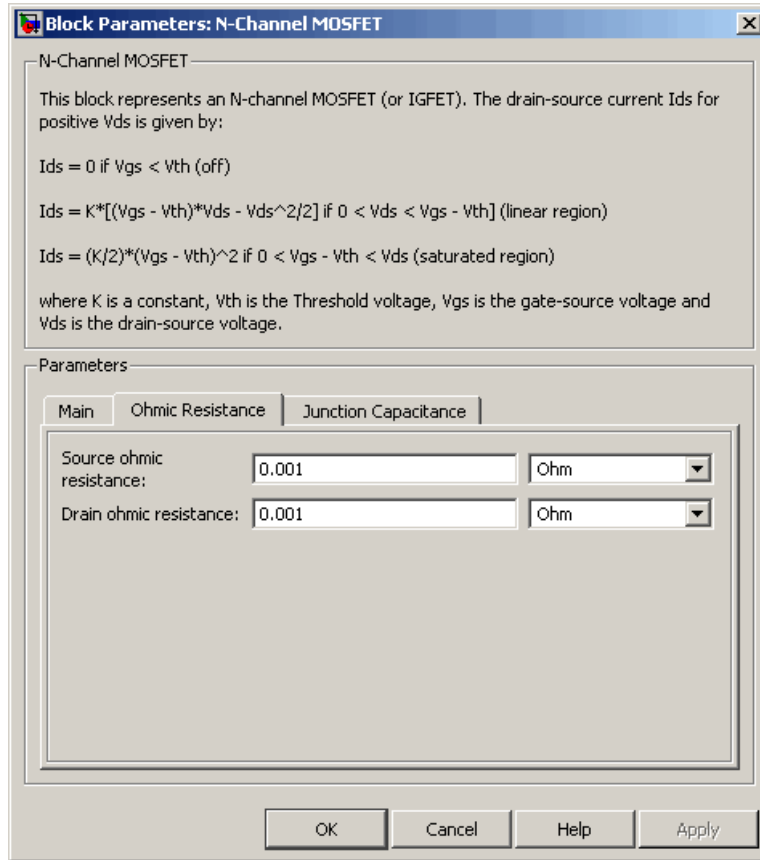 Block Parameters: N-Channel MOSFET
N-Channel MOSFET
This block represents an N-channel MOSFET (or IGFET). The drain-source current Ids for
positive Vds is given by:
Ids = 0 if Vgs < Vth (off)
Ids = K*[(Vgs - Vth)*Vds - Vds^2/2] if 0 < Vds < Vgs - Vth] (linear region)
Ids = (K/2)*(Vgs - Vth)^2 if 0 < Vgs - Vth < Vds (saturated region)
where K is a constant, Vth is the Threshold voltage, Vgs is the gate-source voltage and
Vds is the drain-source voltage.
Parameters
Main Ohmic Resistance Junction Capacitance
Source ohmic
resistance: 0.001 Ohm
Drain ohmic resistance: 0.001 Ohm
OK Cancel Help Apply